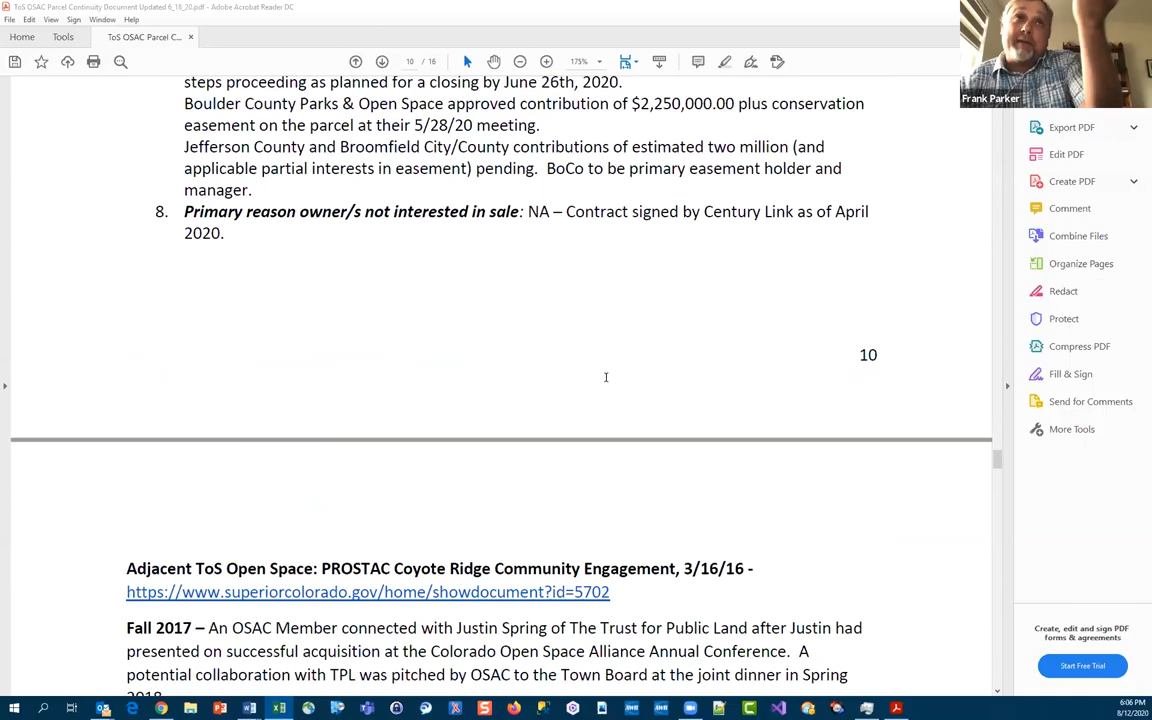 ToS OSAC Parcel Continuity Document Updated 6_18_20.pdf - Adobe Acrobat Reader DC
File Edit View Sign Window Help
Home Tools ToS OSAC Parcel C... ×
10 / 16 175%
steps proceeding as planned for a closing by June 26th, 2020.
Boulder County Parks & Open Space approved contribution of $2,250,000.00 plus conservation
easement on the parcel at their 5/28/20 meeting.
Jefferson County and Broomfield City/County contributions of estimated two million (and
applicable partial interests in easement) pending. BoCo to be primary easement holder and
manager.
8. Primary reason owner/s not interested in sale: NA – Contract signed by Century Link as of April
2020.
10
Adjacent ToS Open Space: PROSTAC Coyote Ridge Community Engagement, 3/16/16 -
https://www.superiorcolorado.gov/home/showdocument?id=5702
Fall 2017 – An OSAC Member connected with Justin Spring of The Trust for Public Land after Justin had
presented on successful acquisition at the Colorado Open Space Alliance Annual Conference. A
potential collaboration with TPL was pitched by OSAC to the Town Board at the joint dinner in Spring
2018.
Frank Parker
Export PDF
Edit PDF
Create PDF
Comment
Combine Files
Organize Pages
Redact
Protect
Compress PDF
Fill & Sign
Send for Comments
More Tools
Create, edit and sign PDF
forms & agreements
Start Free Trial
6:06 PM
8/12/2020